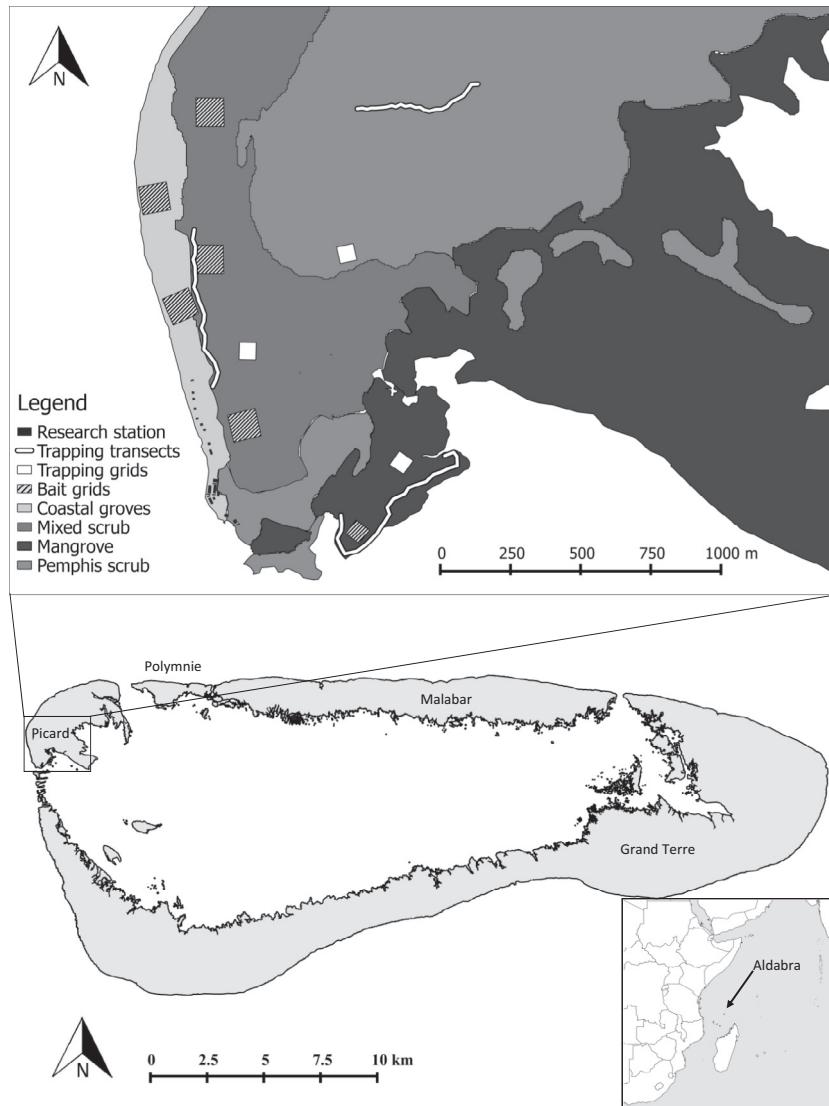 N
Legend
Research station
Trapping transects
Trapping grids
Bait grids
Coastal groves
Mixed scrub
Mangrove
Pemphis scrub
0 250 500 750 1000 m
Polymnie
Malabar
Picard
Grand Terre
Aldabra
N
0 2.5 5 7.5 10 km